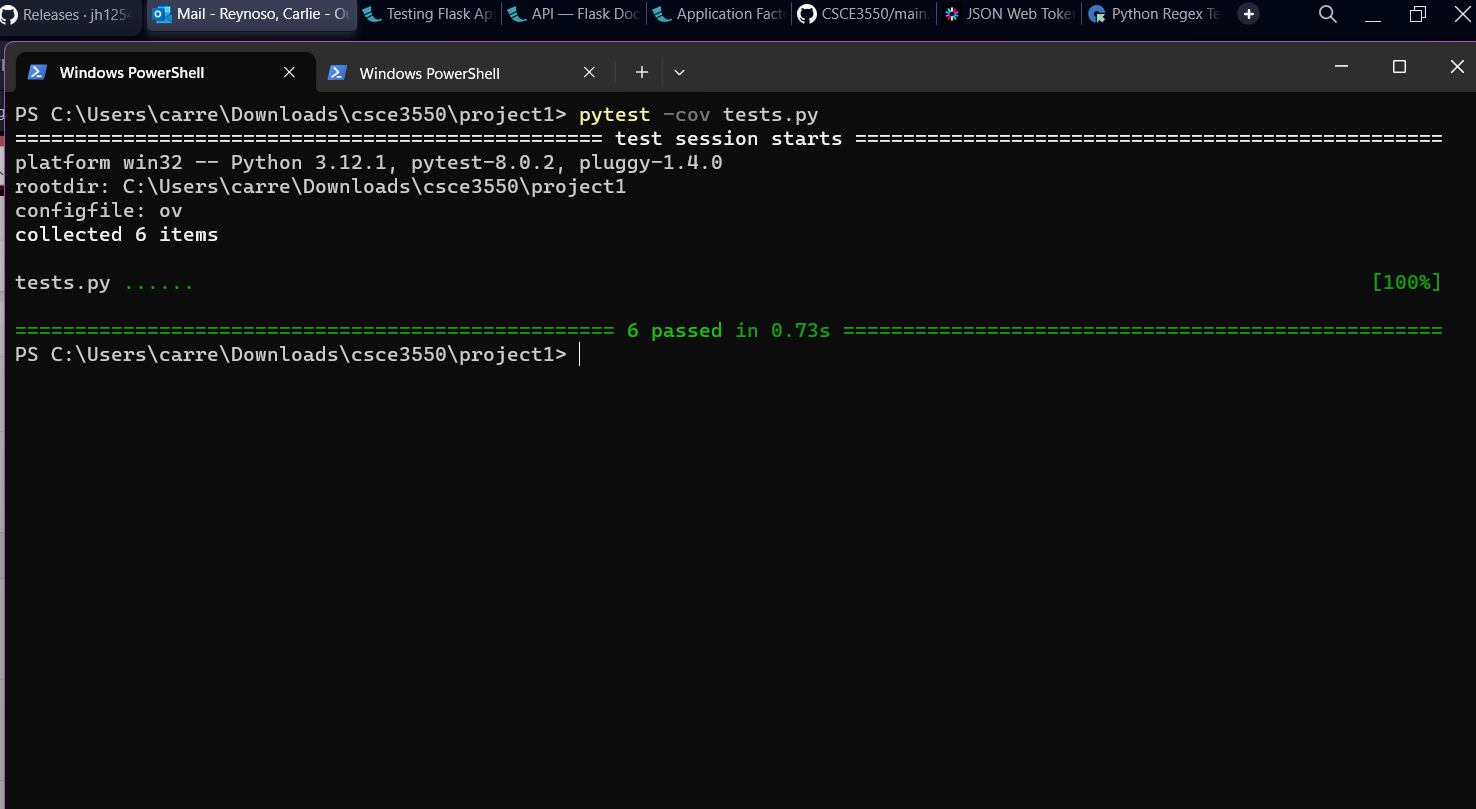 Releases · jh125
Mail - Reynoso, Carlie - Ou
Testing Flask Ap
API — Flask Doc
Application Facto
CSCE3550/main.
JSON Web Token
Python Regex Te
Windows PowerShell
Windows PowerShell
PS C:\Users\carre\Downloads\csce3550\project1> pytest -cov tests.py
================================================= test session starts =================================================
platform win32 -- Python 3.12.1, pytest-8.0.2, pluggy-1.4.0
rootdir: C:\Users\carre\Downloads\csce3550\project1
configfile: ov
collected 6 items
tests.py ...... [100%]
================================================== 6 passed in 0.73s ==================================================
PS C:\Users\carre\Downloads\csce3550\project1>